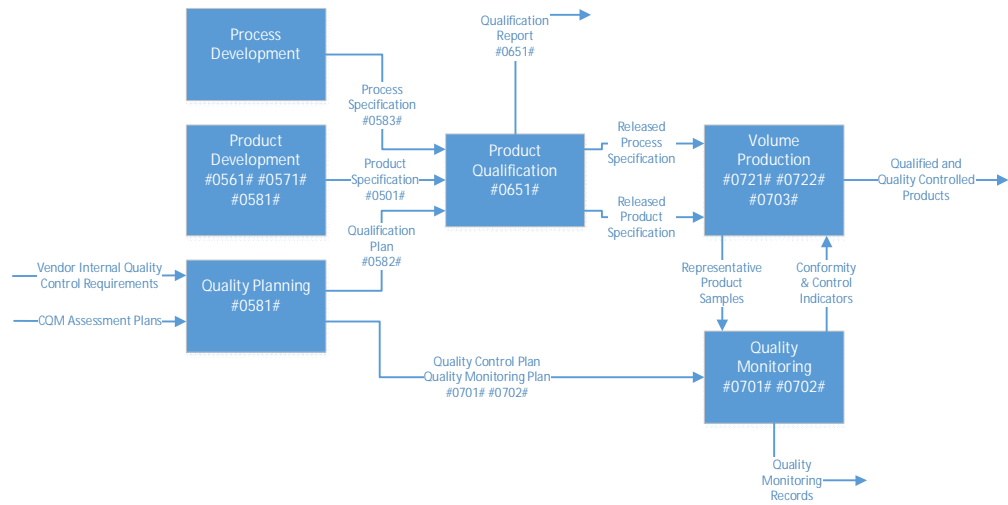 Process
Development
Qualification
Report
#0651#
Process
Specification
#0583#
Product
Development
#0561# #0571#
#0581#
Product
Specification
#0501#
Product
Qualification
#0651#
Released
Process
Specification
Released
Product
Specification
Volume
Production
#0721# #0722#
#0703#
Qualified and
Quality Controlled
Products
Qualification
Plan
#0582#
Vendor Internal Quality
Control Requirements
CQM Assessment Plans
Quality Planning
#0581#
Representative
Product
Samples
Conformity
& Control
Indicators
Quality Control Plan
Quality Monitoring Plan
#0701# #0702#
Quality
Monitoring
#0701# #0702#
Quality
Monitoring
Records